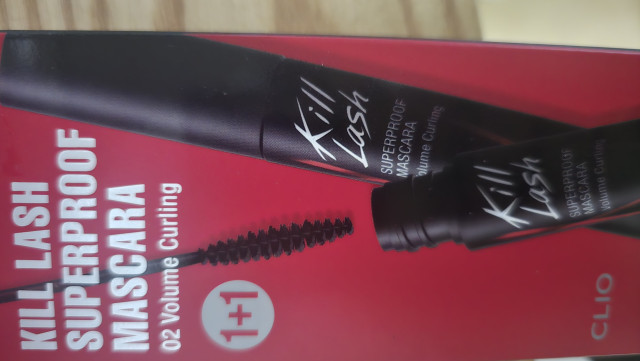 KILL LASH
SUPERPROOF
MASCARA
02 Volume Curling
1+1
Kill
Lash
SUPERPROOF
MASCARA
Volume Curling
Kill
Lash
SUPERPROOF
MASCARA
Volume Curling
CLIO